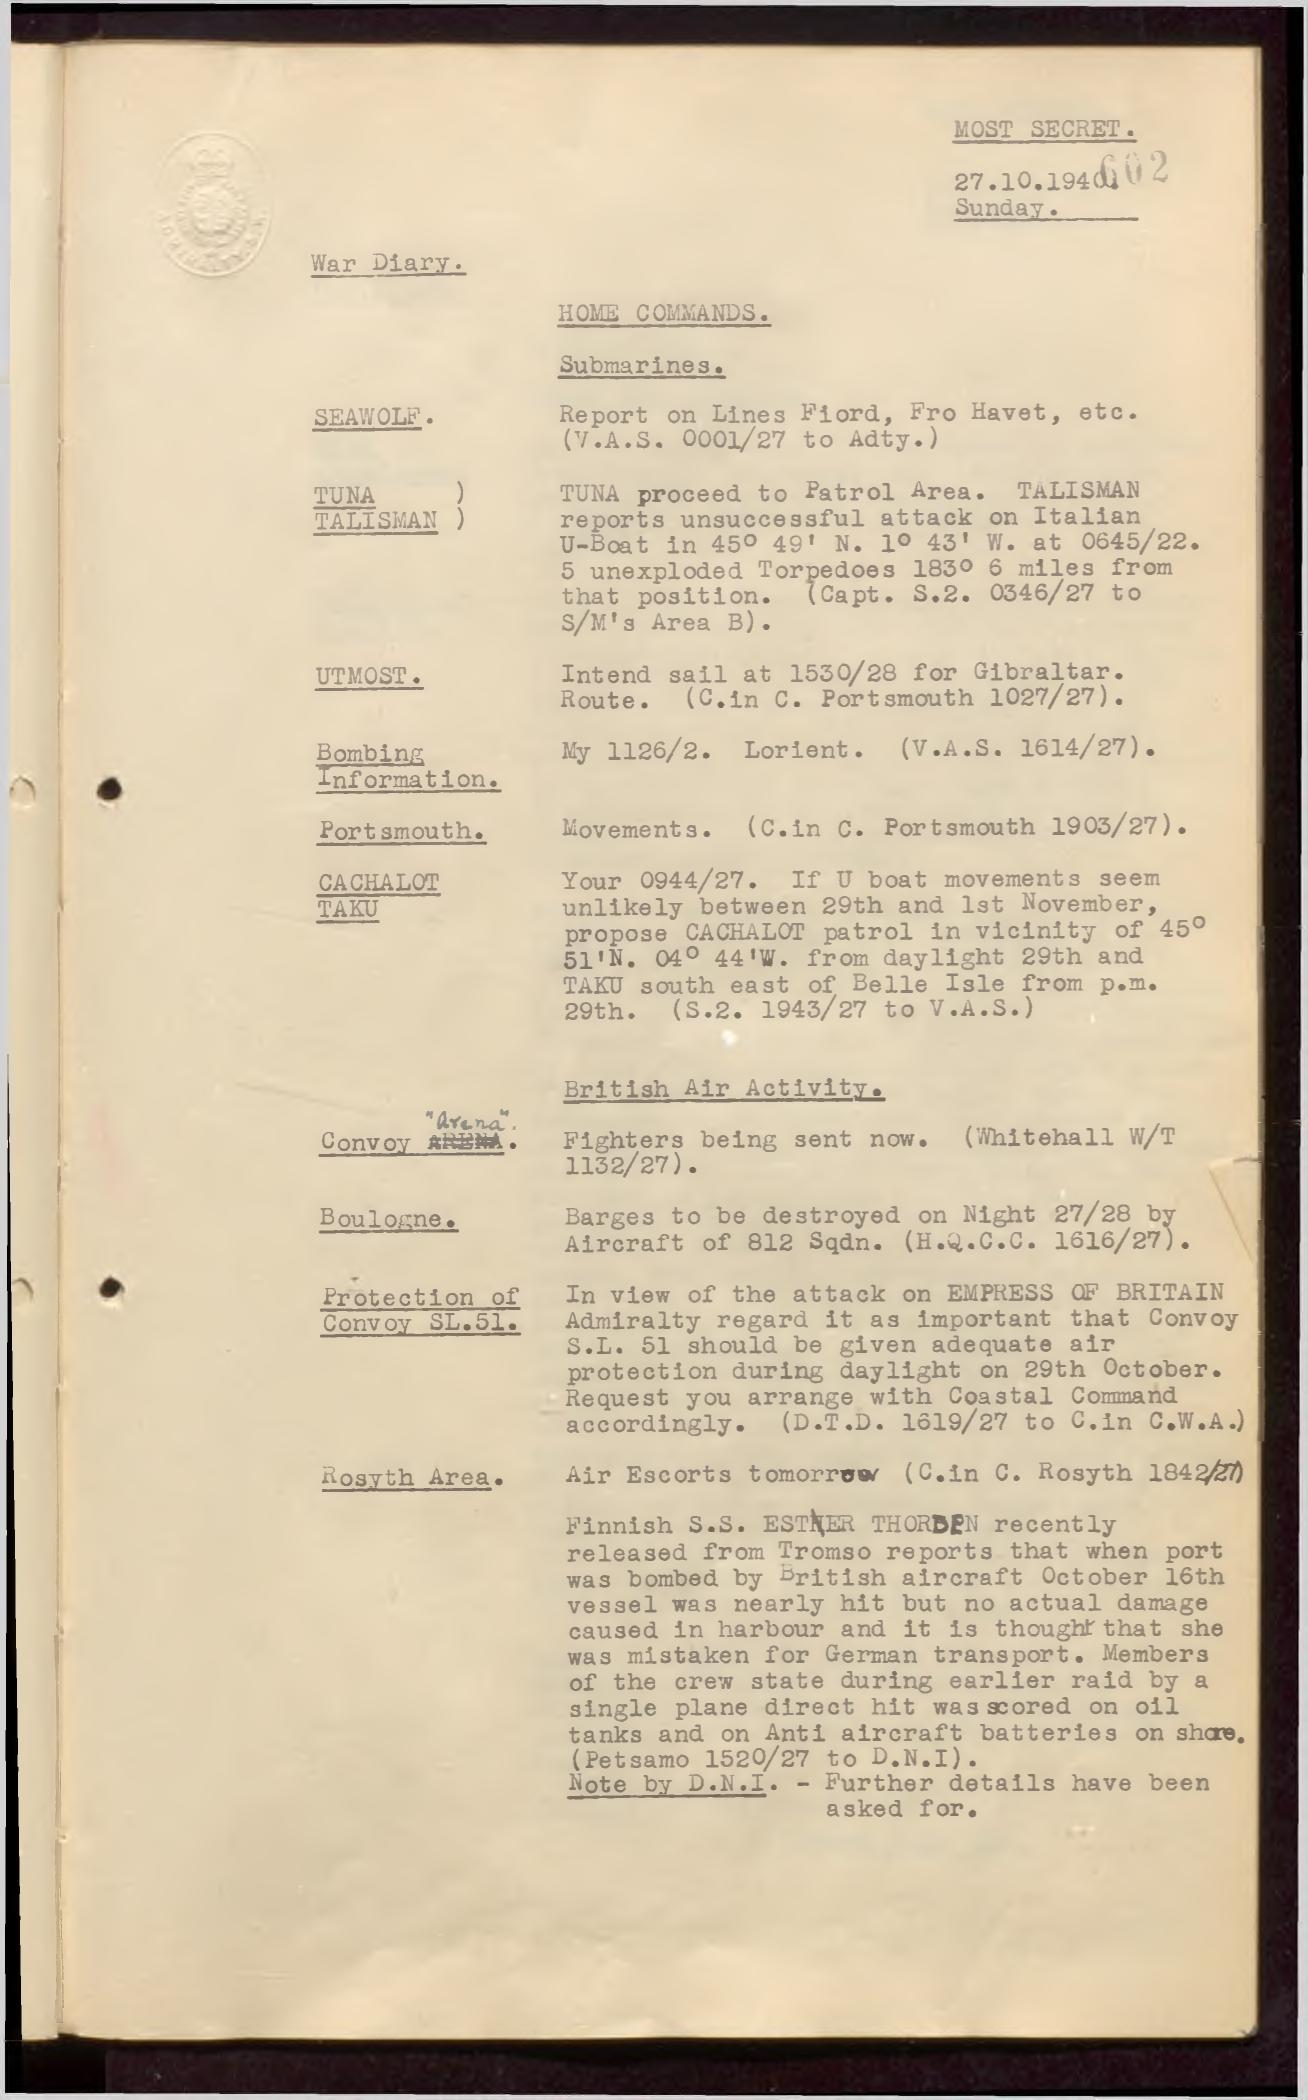 MOST SECRET.
27.10.1940.
602
Sunday.
War Diary.
HOME COMMANDS.
Submarines.
SEAWOLF.
Report on Lines Fiord, Fro Havet, etc.
(V.A.S. 0001/27 to Adty.)
TUNA )
TALISMAN )
TUNA proceed to Patrol Area. TALISMAN
reports unsuccessful attack on Italian
U-Boat in 45° 49' N. 1° 43' W. at 0645/22.
5 unexploded Torpedoes 183° 6 miles from
that position. (Capt. S.2. 0346/27 to
S/M's Area B).
UTMOST.
Intend sail at 1530/28 for Gibraltar.
Route. (C.in C. Portsmouth 1027/27).
Bombing
Information.
My 1126/2. Lorient. (V.A.S. 1614/27).
Portsmouth.
Movements. (C.in C. Portsmouth 1903/27).
CACHALOT
TAKU
Your 0944/27. If U boat movements seem
unlikely between 29th and 1st November,
propose CACHALOT patrol in vicinity of 45°
51'N. 04° 44'W. from daylight 29th and
TAKU south east of Belle Isle from p.m.
29th. (S.2. 1943/27 to V.A.S.)
British Air Activity.
"Arena".
Convoy ARENA.
Fighters being sent now. (Whitehall W/T
1132/27).
Boulogne.
Barges to be destroyed on Night 27/28 by
Aircraft of 812 Sqdn. (H.Q.C.C. 1616/27).
Protection of
Convoy SL.51.
In view of the attack on EMPRESS OF BRITAIN
Admiralty regard it as important that Convoy
S.L. 51 should be given adequate air
protection during daylight on 29th October.
Request you arrange with Coastal Command
accordingly. (D.T.D. 1619/27 to C.in C.W.A.)
Rosyth Area.
Air Escorts tomorrow (C.in C. Rosyth 1842/27)
Finnish S.S. ESTHER THORDEN recently
released from Tromso reports that when port
was bombed by British aircraft October 16th
vessel was nearly hit but no actual damage
caused in harbour and it is thought that she
was mistaken for German transport. Members
of the crew state during earlier raid by a
single plane direct hit was scored on oil
tanks and on Anti aircraft batteries on shore.
(Petsamo 1520/27 to D.N.I).
Note by D.N.I. - Further details have been
asked for.